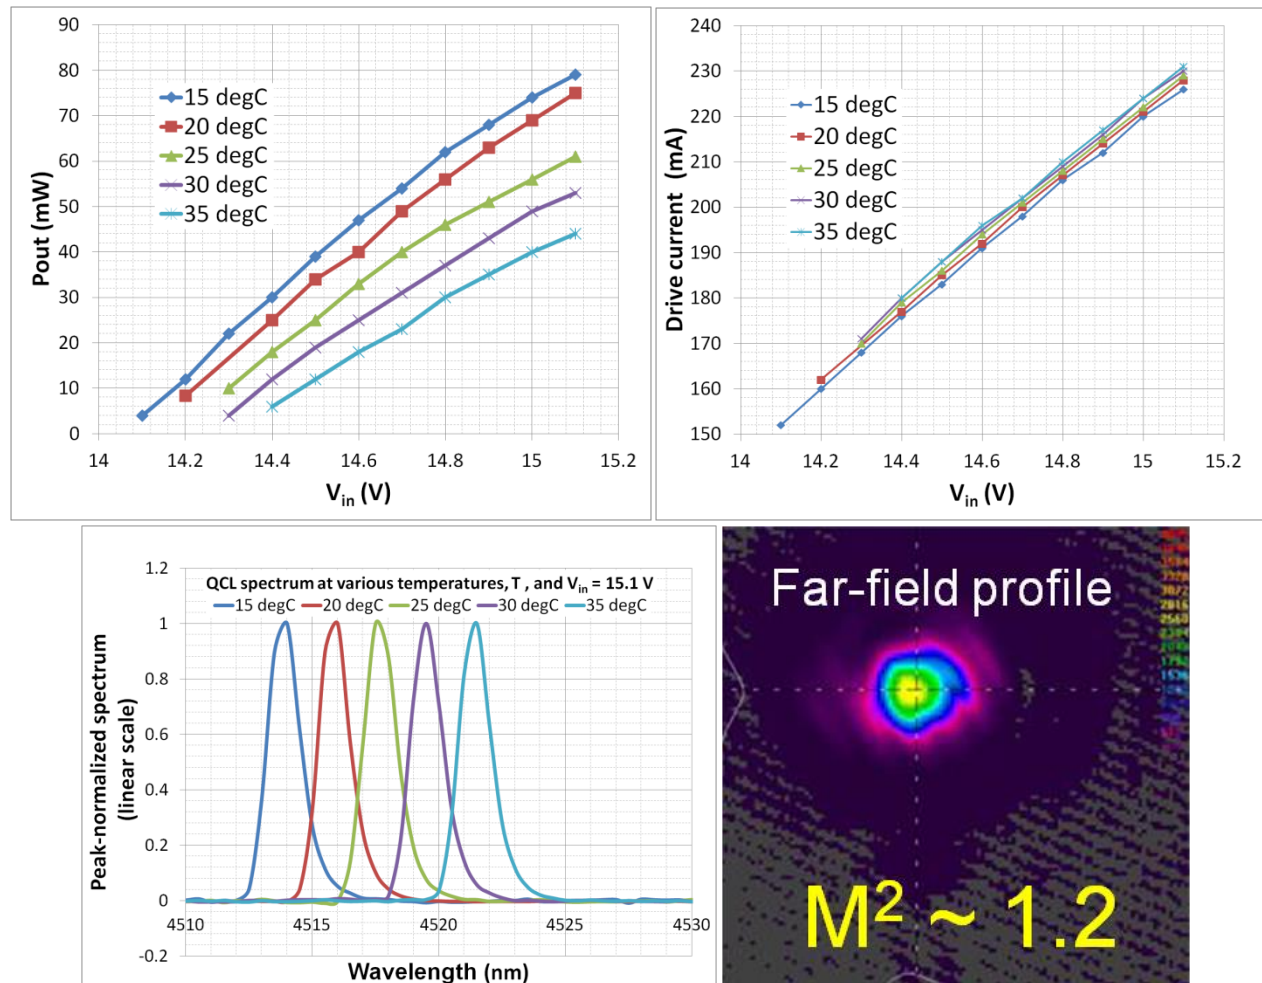 90
80
70
60
50
40
30
20
10
0
Pout (mW)
15 degC
20 degC
25 degC
30 degC
35 degC
14 14.2 14.4 14.6 14.8 15 15.2
Vin (V)
240
230
220
210
200
190
180
170
160
150
Drive current (mA)
15 degC
20 degC
25 degC
30 degC
35 degC
14 14.2 14.4 14.6 14.8 15 15.2
Vin (V)
1.2
1
0.8
0.6
0.4
0.2
0
-0.2
Peak-normalized spectrum
(linear scale)
QCL spectrum at various temperatures, T , and Vin = 15.1 V
15 degC 20 degC 25 degC 30 degC 35 degC
4510 4515 4520 4525 4530
Wavelength (nm)
Far-field profile
M² ~ 1.2